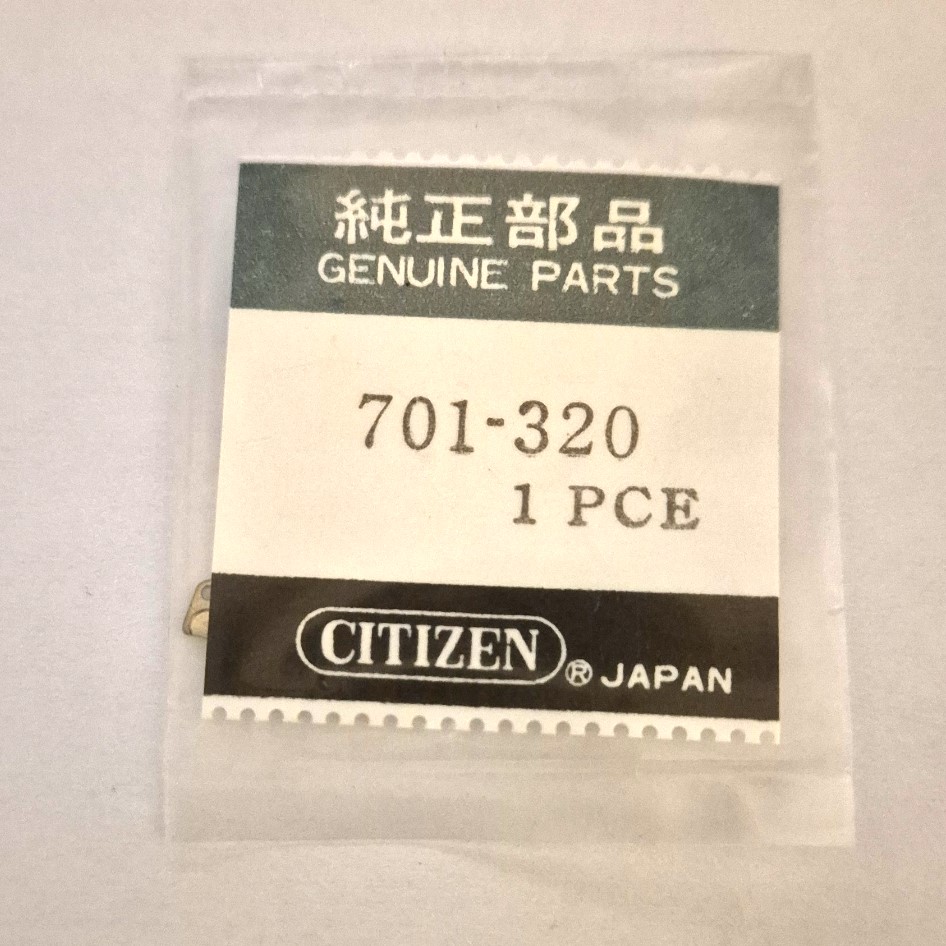 純正部品
GENUINE PARTS
701-320
1 PCE
CITIZEN ® JAPAN